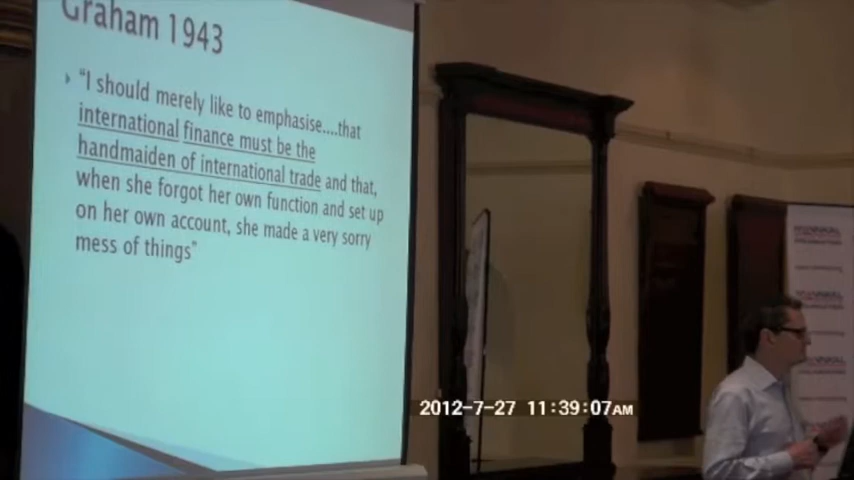 Graham 1943
"I should merely like to emphasise....that
international finance must be the
handmaiden of international trade and that,
when she forgot her own function and set up
on her own account, she made a very sorry
mess of things"
2012-7-27 11:39:07AM